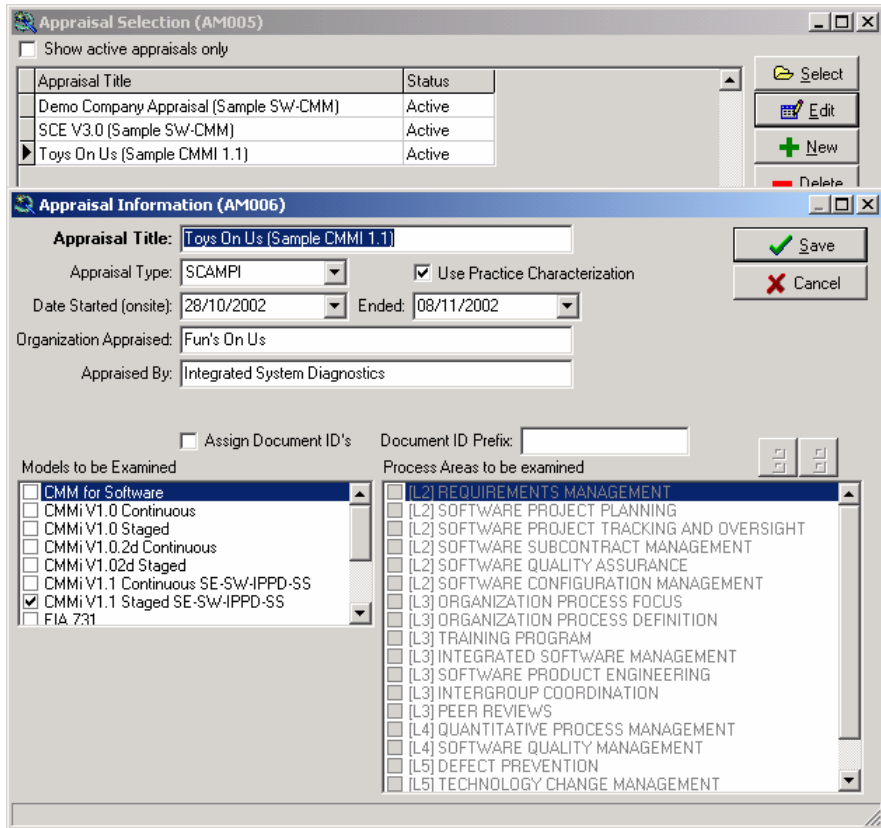 Appraisal Selection (AM005)
Show active appraisals only
Appraisal Title Status
Demo Company Appraisal (Sample SW-CMM) Active
SCE V3.0 (Sample SW-CMM) Active
Toys On Us (Sample CMMI 1.1) Active
Select
Edit
New
Delete
Appraisal Information (AM006)
Appraisal Title: Toys On Us (Sample CMMI 1.1)
Save
Appraisal Type: SCAMPI Use Practice Characterization
Cancel
Date Started (onsite): 28/10/2002 Ended: 08/11/2002
Organization Appraised: Fun's On Us
Appraised By: Integrated System Diagnostics
Assign Document ID's Document ID Prefix:
Models to be Examined
CMM for Software
CMMi V1.0 Continuous
CMMi V1.0 Staged
CMMi V1.0.2d Continuous
CMMi V1.02d Staged
CMMi V1.1 Continuous SE-SW-IPPD-SS
CMMi V1.1 Staged SE-SW-IPPD-SS
EIA 731
Process Areas to be examined
[L2] REQUIREMENTS MANAGEMENT
[L2] SOFTWARE PROJECT PLANNING
[L2] SOFTWARE PROJECT TRACKING AND OVERSIGHT
[L2] SOFTWARE SUBCONTRACT MANAGEMENT
[L2] SOFTWARE QUALITY ASSURANCE
[L2] SOFTWARE CONFIGURATION MANAGEMENT
[L3] ORGANIZATION PROCESS FOCUS
[L3] ORGANIZATION PROCESS DEFINITION
[L3] TRAINING PROGRAM
[L3] INTEGRATED SOFTWARE MANAGEMENT
[L3] SOFTWARE PRODUCT ENGINEERING
[L3] INTERGROUP COORDINATION
[L3] PEER REVIEWS
[L4] QUANTITATIVE PROCESS MANAGEMENT
[L4] SOFTWARE QUALITY MANAGEMENT
[L5] DEFECT PREVENTION
[L5] TECHNOLOGY CHANGE MANAGEMENT